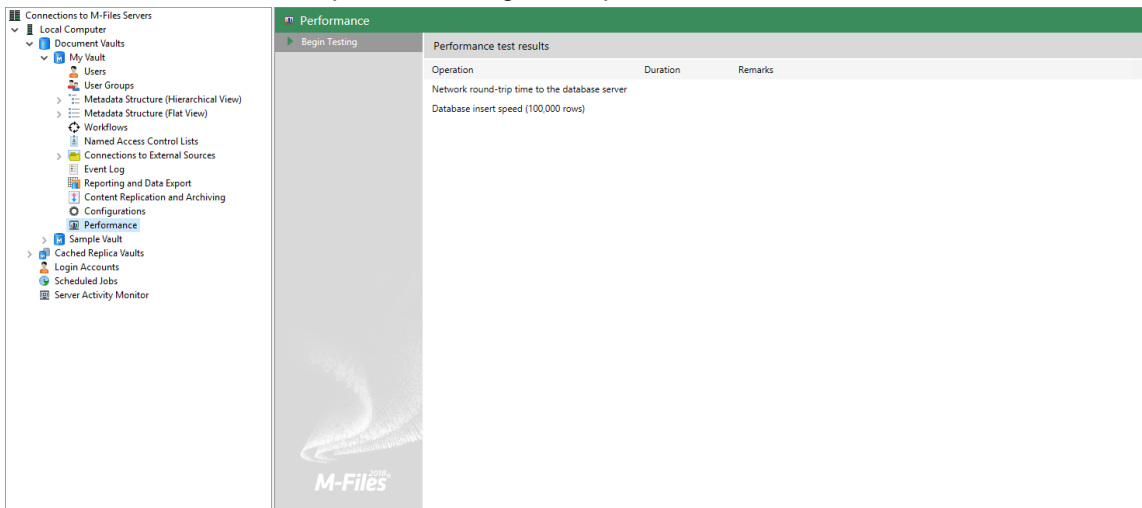 Connections to M-Files Servers
Local Computer
Document Vaults
My Vault
Users
User Groups
Metadata Structure (Hierarchical View)
Metadata Structure (Flat View)
Workflows
Named Access Control Lists
Connections to External Sources
Event Log
Reporting and Data Export
Content Replication and Archiving
Configurations
Performance
Sample Vault
Cached Replica Vaults
Login Accounts
Scheduled Jobs
Server Activity Monitor
Performance
Begin Testing
Performance test results
Operation Duration Remarks
Network round-trip time to the database server
Database insert speed (100,000 rows)
M-Files 2018